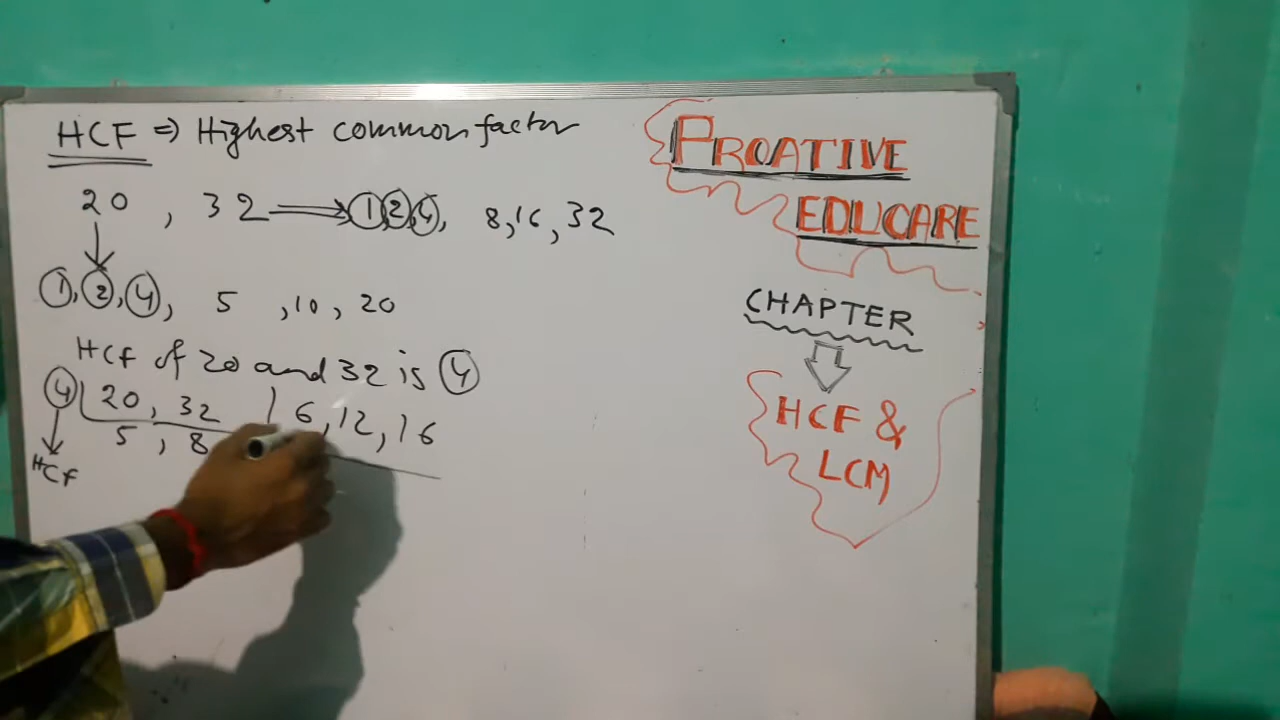 HCF ⇒ Highest common factor
20 , 32 ⟹ 1, 2, 4, 8, 16, 32
1, 2, 4, 5 , 10 , 20
HCF of 20 and 32 is 4
4 20, 32
5 , 8
HCF
6, 12, 16
PROATIVE
EDUCARE
CHAPTER
HCF &
LCM